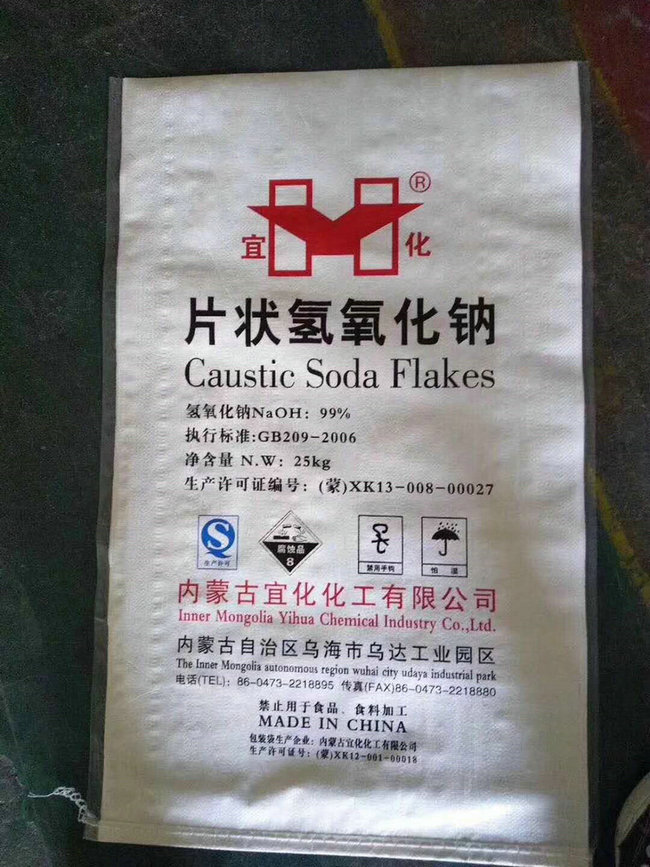 ®
宜 化
片状氢氧化钠
Caustic Soda Flakes
氢氧化钠NaOH: 99%
执行标准:GB209-2006
净含量 N.W: 25kg
生产许可证编号: (蒙)XK13-008-00027
生产许可
腐蚀品
8
禁用手钩
怕湿
内蒙古宜化化工有限公司
Inner Mongolia Yihua Chemical Industry Co.,Ltd.
内蒙古自治区乌海市乌达工业园区
The Inner Mongolia autonomous region wuhai city udaya industrial park
电话(TEL): 86-0473-2218895 传真(FAX)86-0473-2218880
禁止用于食品、食料加工
MADE IN CHINA
包装袋生产企业: 内蒙古宜化化工有限公司
生产许可证号: (蒙)XK12-001-00018